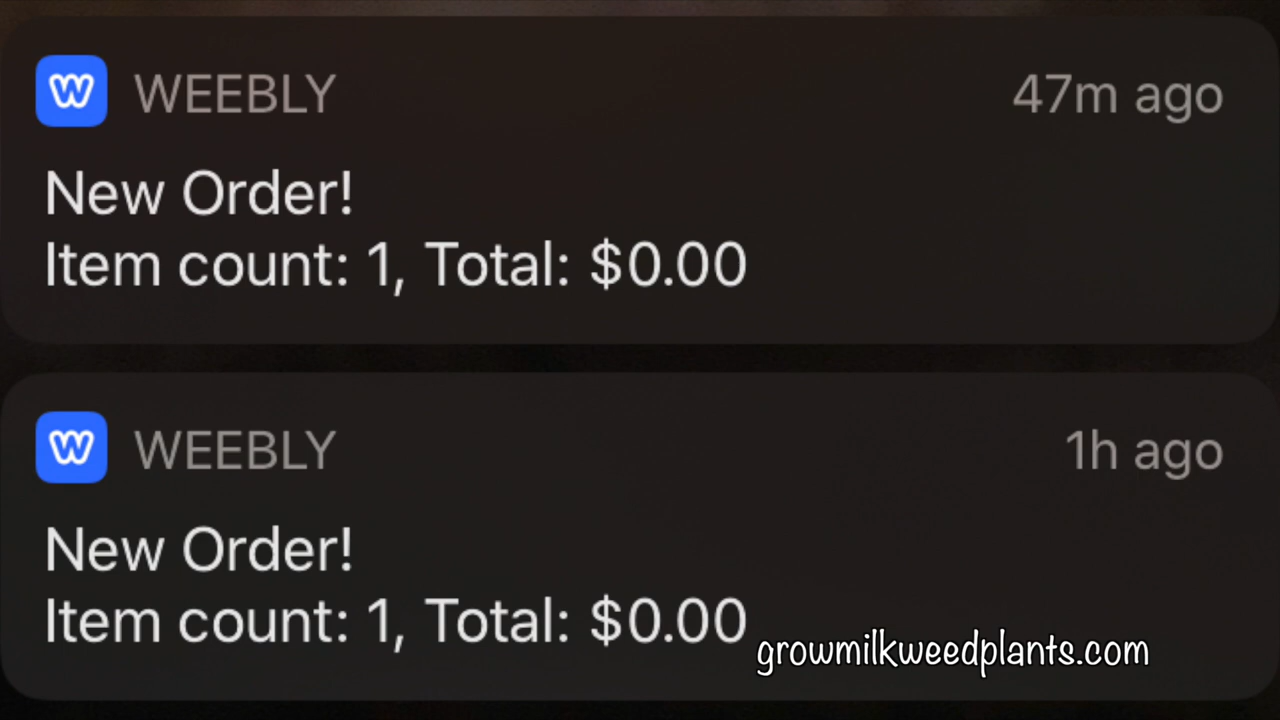 W WEEBLY 47m ago
New Order!
Item count: 1, Total: $0.00
W WEEBLY 1h ago
New Order!
Item count: 1, Total: $0.00
growmilkweedplants.com